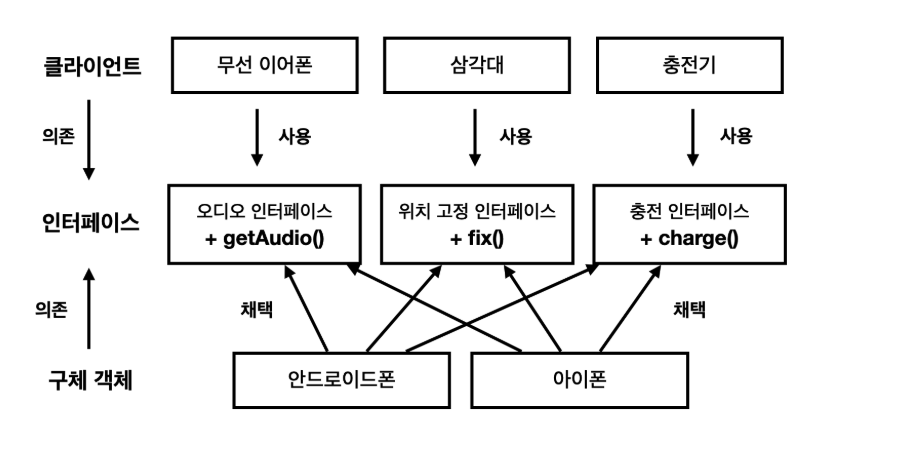 클라이언트
무선 이어폰
삼각대
충전기
의존
사용
사용
사용
인터페이스
오디오 인터페이스
+ getAudio()
위치 고정 인터페이스
+ fix()
충전 인터페이스
+ charge()
의존
채택
채택
구체 객체
안드로이드폰
아이폰